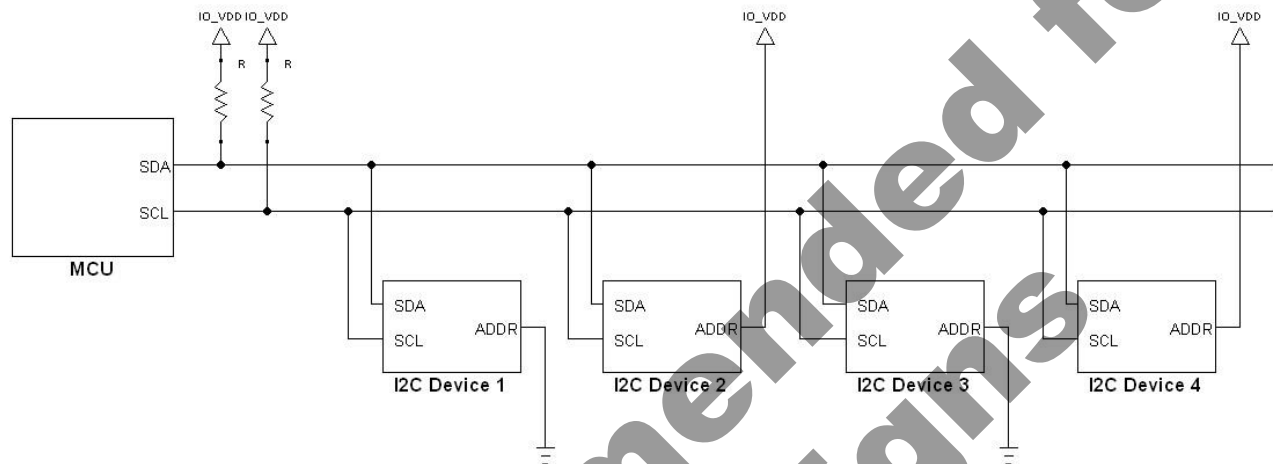 IO_VDD IO_VDD IO_VDD IO_VDD
R R
SDA
SCL
MCU
SDA SDA SDA SDA
ADDR ADDR ADDR ADDR
SCL SCL SCL SCL
I2C Device 1 I2C Device 2 I2C Device 3 I2C Device 4